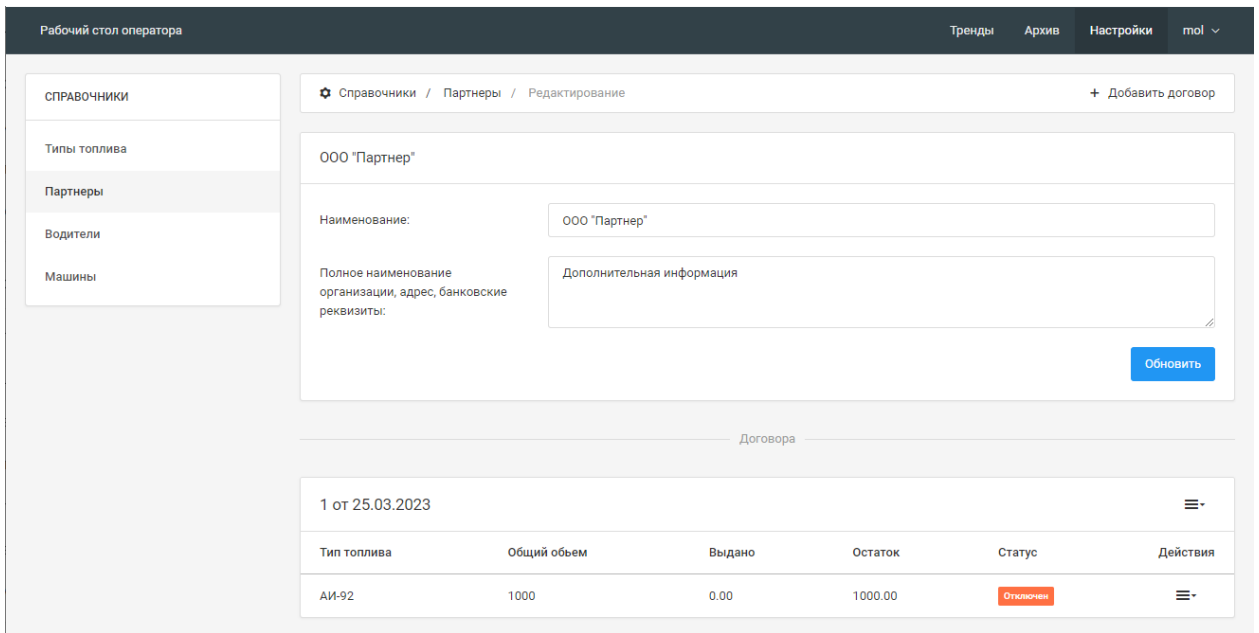 Рабочий стол оператора
Тренды
Архив
Настройки
mol
СПРАВОЧНИКИ
Типы топлива
Партнеры
Водители
Машины
Справочники / Партнеры / Редактирование
+ Добавить договор
ООО "Партнер"
Наименование:
ООО "Партнер"
Полное наименование
организации, адрес, банковские
реквизиты:
Дополнительная информация
Обновить
Договора
1 от 25.03.2023
Тип топлива Общий обьем Выдано Остаток Статус Действия
АИ-92 1000 0.00 1000.00 Отключен